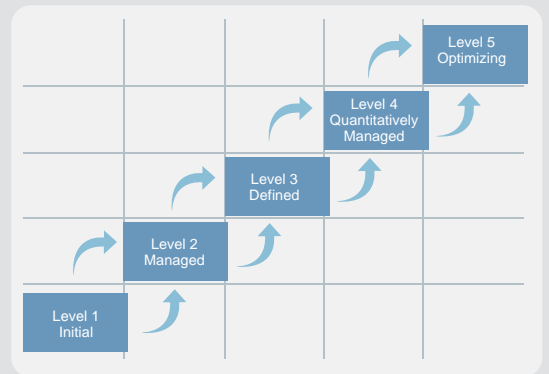 Level 5
Optimizing
Level 4
Quantitatively
Managed
Level 3
Defined
Level 2
Managed
Level 1
Initial